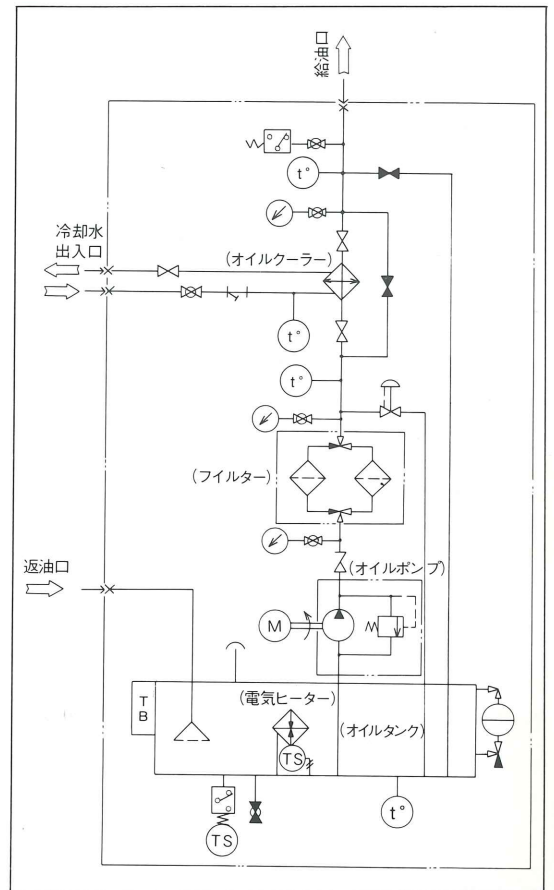 給油口
t°
冷却水
出入口
(オイルクーラー)
t°
t°
(フイルター)
(オイルポンプ)
返油口
M
(電気ヒーター)
TB
(オイルタンク)
TS
t°
TS